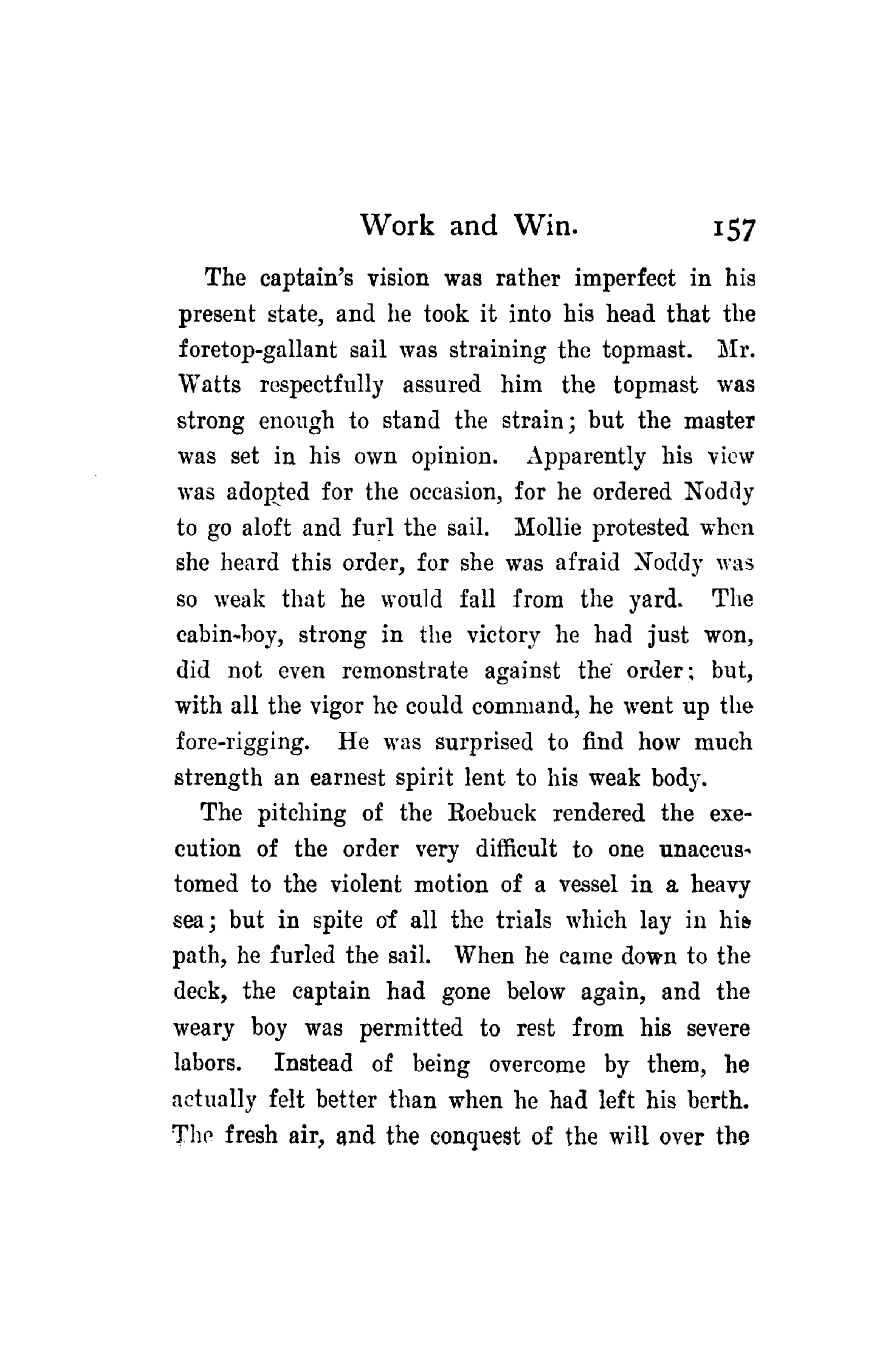 Work and Win. 157
The captain's vision was rather imperfect in his
present state, and he took it into his head that the
foretop-gallant sail was straining the topmast. Mr.
Watts respectfully assured him the topmast was
strong enough to stand the strain; but the master
was set in his own opinion. Apparently his view
was adopted for the occasion, for he ordered Noddy
to go aloft and furl the sail. Mollie protested when
she heard this order, for she was afraid Noddy was
so weak that he would fall from the yard. The
cabin-boy, strong in the victory he had just won,
did not even remonstrate against the order; but,
with all the vigor he could command, he went up the
fore-rigging. He was surprised to find how much
strength an earnest spirit lent to his weak body.
The pitching of the Roebuck rendered the exe-
cution of the order very difficult to one unaccus-
tomed to the violent motion of a vessel in a heavy
sea; but in spite of all the trials which lay in his
path, he furled the sail. When he came down to the
deck, the captain had gone below again, and the
weary boy was permitted to rest from his severe
labors. Instead of being overcome by them, he
actually felt better than when he had left his berth.
The fresh air, and the conquest of the will over the